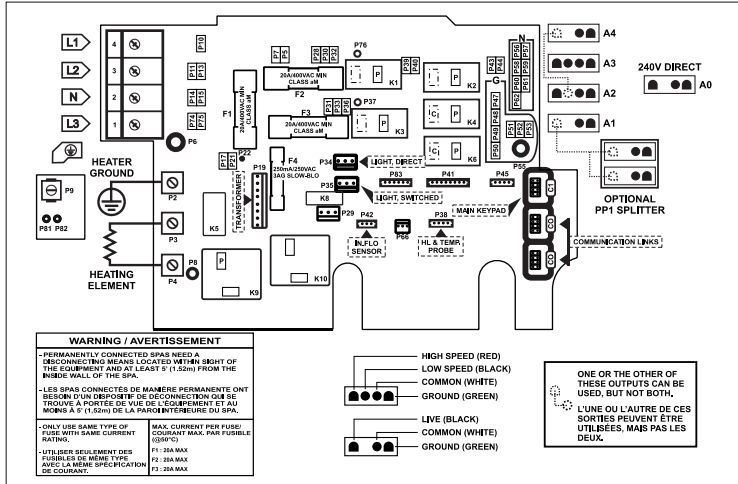 L1
L2
N
L3
4
3
2
1
P10
P11
P13
P14
P15
P74
P75
P6
P7
P5
P28
P30
P32
P76
20A/400VAC MIN
CLASS aM
F2
F1
20A/400VAC MIN
CLASS aM
P31
P33
P36
P37
20A/400VAC MIN
CLASS aM
F3
K1
P
P39
P40
K2
K3
P
K4
C
K6
C
P43
P44
G
N
P56
P57
P58
P59
P60
P61
P62
P47
P48
P49
P50
P51
P52
P53
P55
P17
P21
P22
P19
TRANSFORMER
F4
250mA/250VAC
3AG SLOW-BLO
P34
LIGHT, DIRECT
P35
LIGHT, SWITCHED
K8
P29
P83
P41
P45
MAIN KEYPAD
P42
IN.FLO
SENSOR
P66
P38
HL & TEMP.
PROBE
C1
CO
CO
COMMUNICATION LINKS
P9
P81 P82
HEATER
GROUND
P2
P3
P4
P8
HEATING
ELEMENT
K5
K9
K10
A4
A3
A2
A1
240V DIRECT
A0
OPTIONAL
PP1 SPLITTER
WARNING / AVERTISSEMENT
- PERMANENTLY CONNECTED SPAS NEED A
DISCONNECTING MEANS LOCATED WITHIN SIGHT OF
THE EQUIPMENT AND AT LEAST 5' (1.52m) FROM THE
INSIDE WALL OF THE SPA.
- LES SPAS CONNECTÉS DE MANIÈRE PERMANENTE ONT
BESOIN D'UN DISPOSITIF DE DÉCONNECTION QUI SE
TROUVE À PORTÉE DE VUE DE L'ÉQUIPEMENT ET AU
MOINS À 5' (1,52m) DE LA PAROI INTÉRIEURE DU SPA.
- ONLY USE SAME TYPE OF
FUSE WITH SAME CURRENT
RATING.
- UTILISER SEULEMENT DES
FUSIBLES DE MÊME TYPE
AVEC LA MÊME SPÉCIFICATION
DE COURANT.
MAX. CURRENT PER FUSE/
COURANT MAX. PAR FUSIBLE
(@50°C)
F1 : 20A MAX
F2 : 20A MAX
F3 : 20A MAX
HIGH SPEED (RED)
LOW SPEED (BLACK)
COMMON (WHITE)
GROUND (GREEN)
LIVE (BLACK)
COMMON (WHITE)
GROUND (GREEN)
ONE OR THE OTHER OF
THESE OUTPUTS CAN BE
USED, BUT NOT BOTH.
L'UNE OU L'AUTRE DE CES
SORTIES PEUVENT ÊTRE
UTILISÉES, MAIS PAS LES
DEUX.